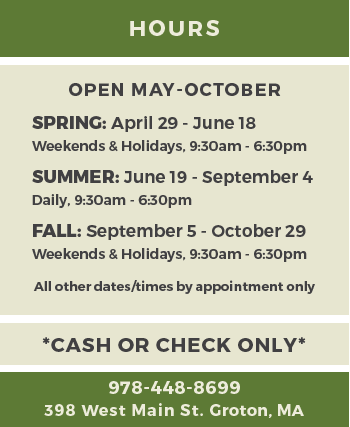 HOURS
OPEN MAY-OCTOBER
SPRING: April 29 - June 18
Weekends & Holidays, 9:30am - 6:30pm
SUMMER: June 19 - September 4
Daily, 9:30am - 6:30pm
FALL: September 5 - October 29
Weekends & Holidays, 9:30am - 6:30pm
All other dates/times by appointment only
*CASH OR CHECK ONLY*
978-448-8699
398 West Main St. Groton, MA